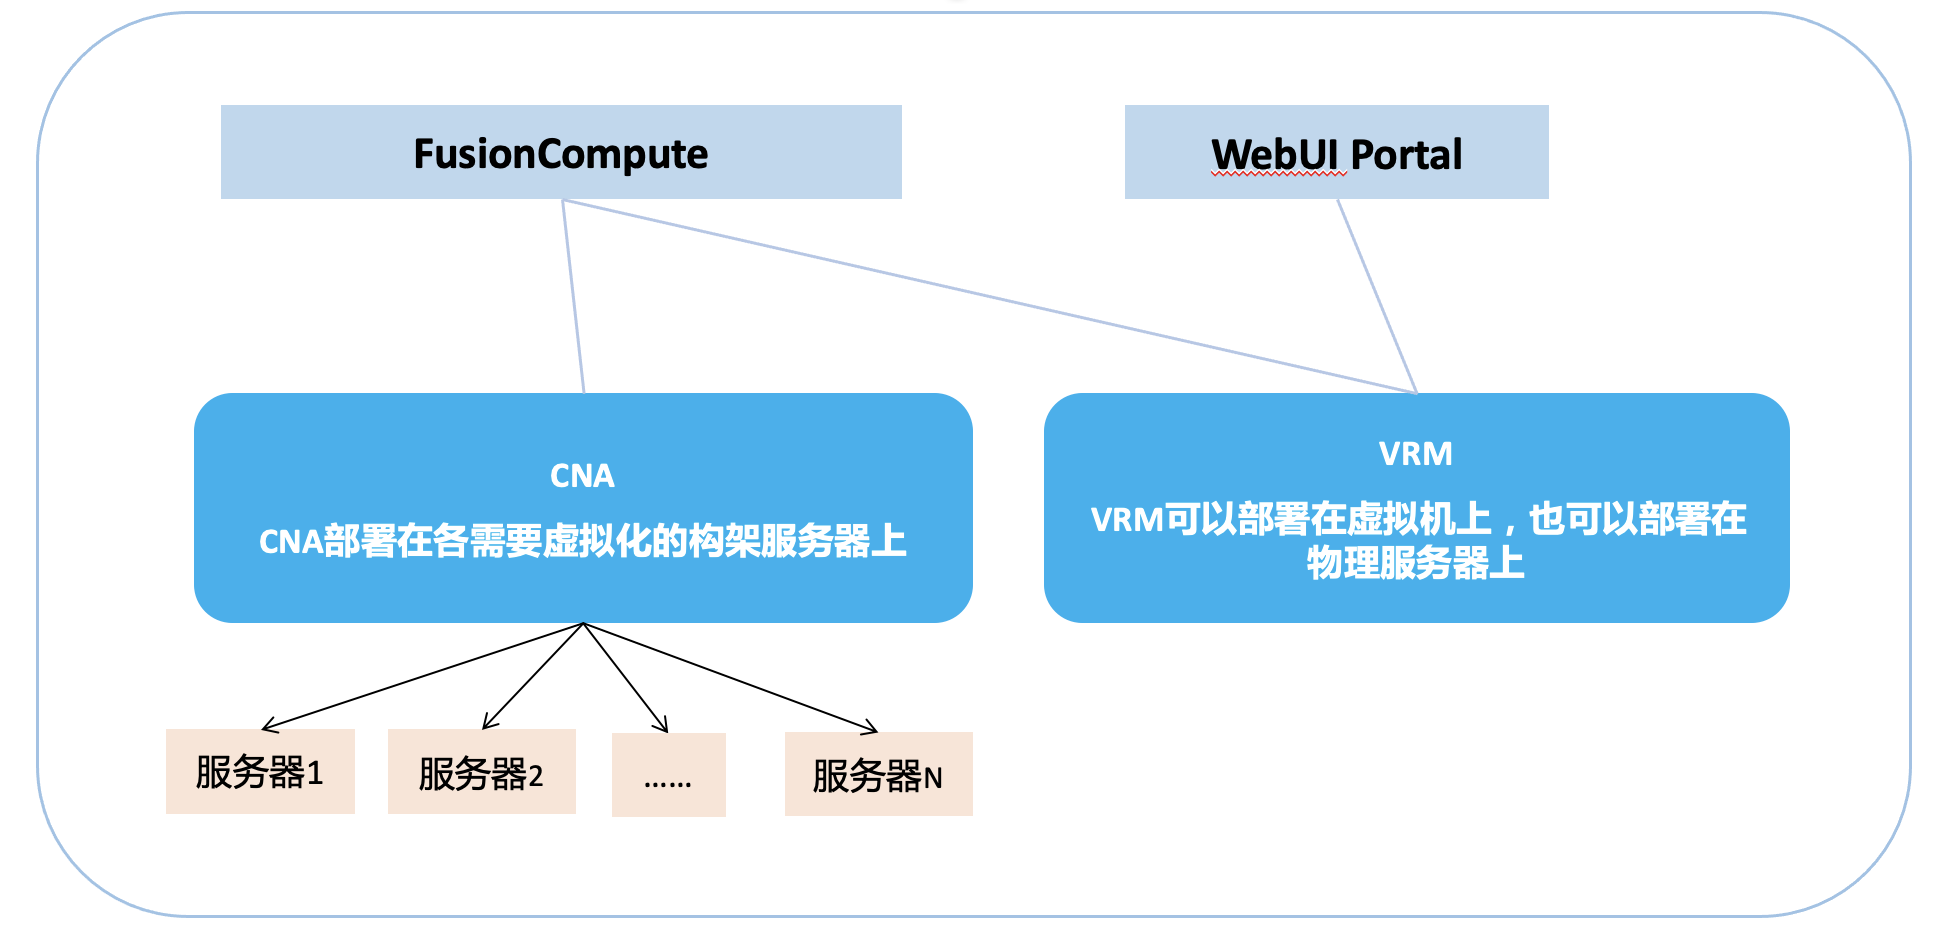 FusionCompute
WebUI Portal
CNA
CNA部署在各需要虚拟化的构架服务器上
VRM
VRM可以部署在虚拟机上，也可以部署在
物理服务器上
服务器1
服务器2
......
服务器N